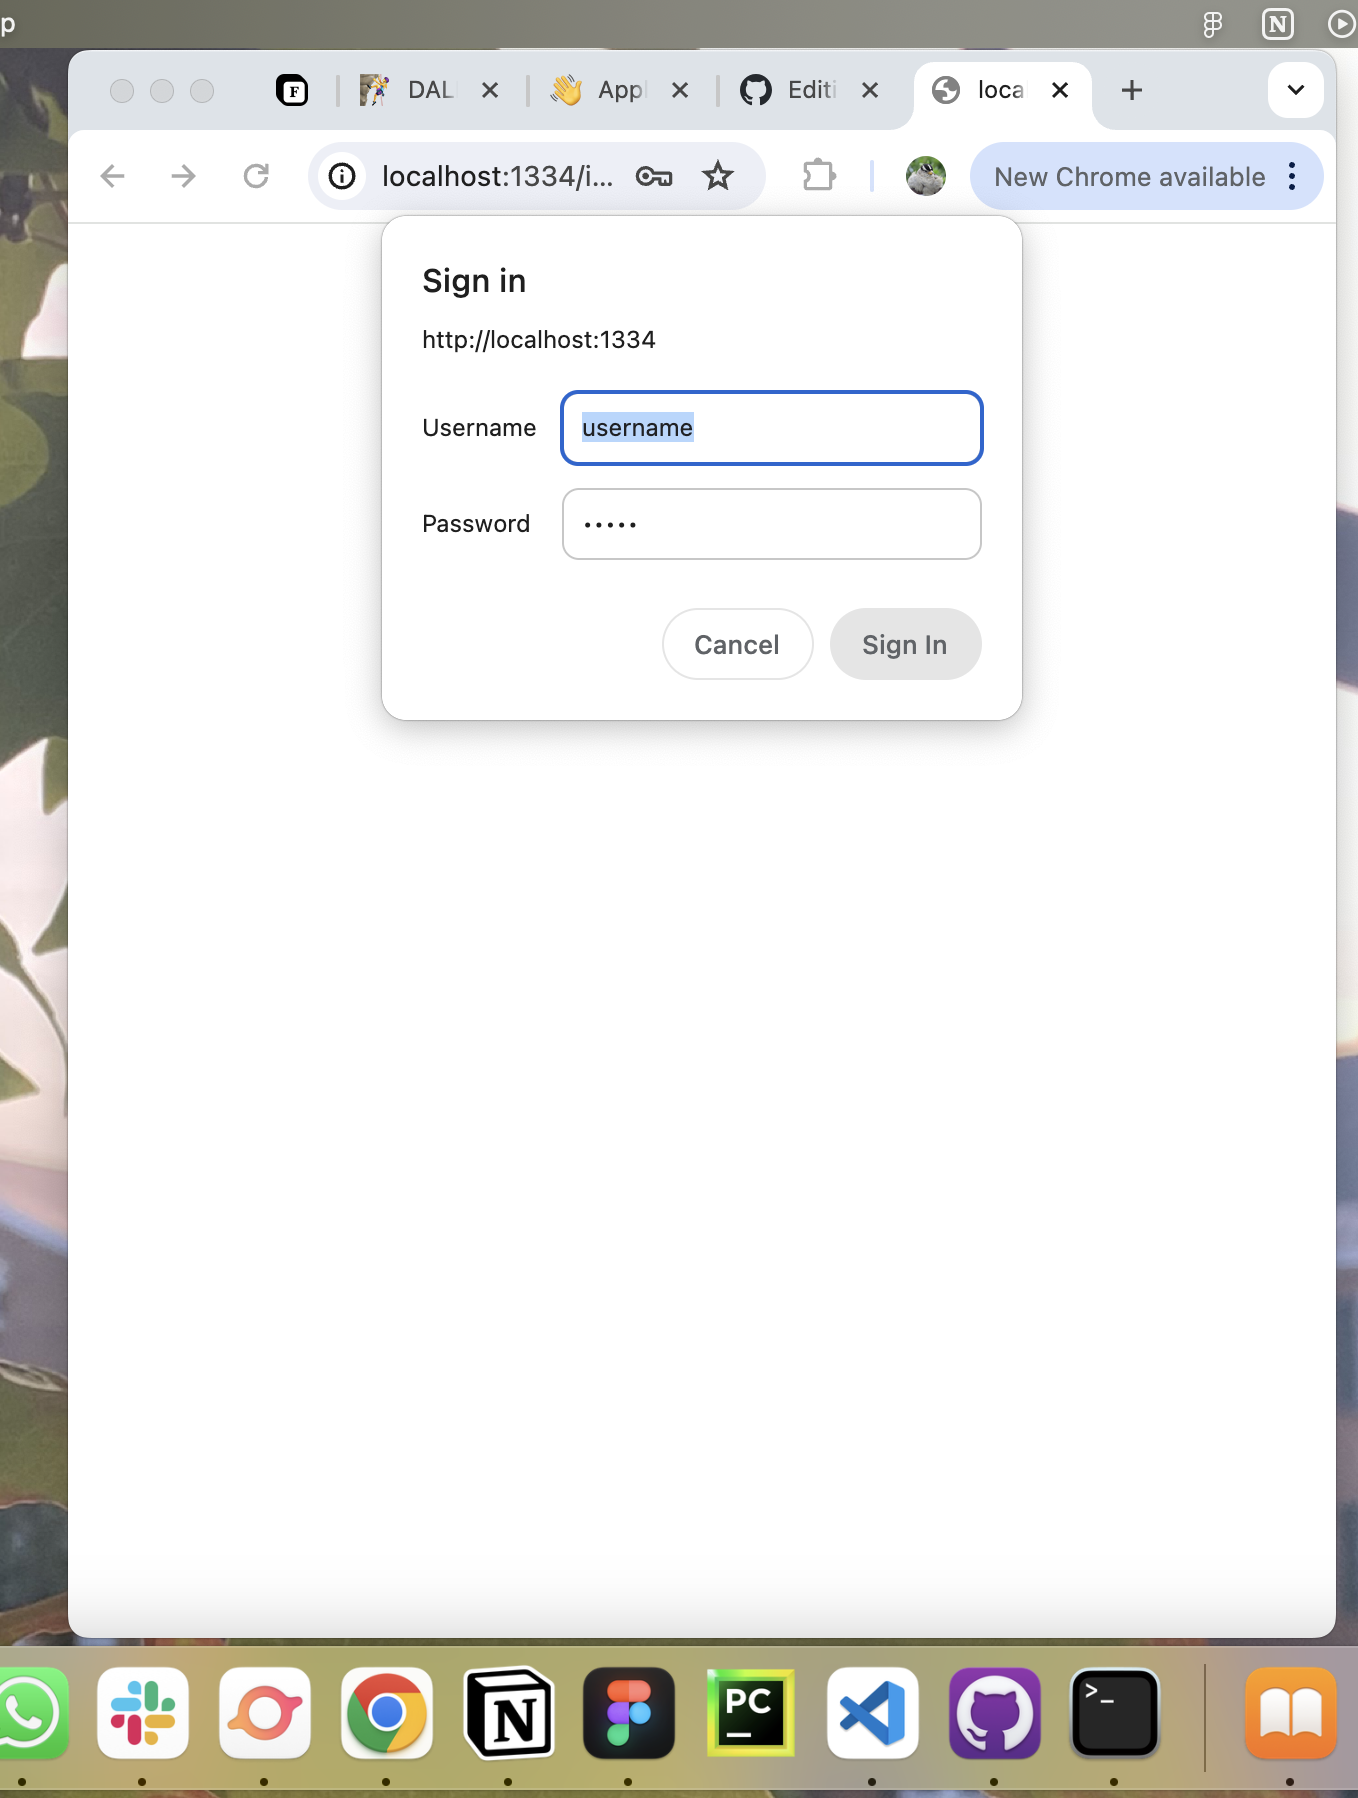 p
N
F
DAL
Appl
Editi
loca
localhost:1334/i...
New Chrome available
Sign in
http://localhost:1334
Username
username
Password
•••••
Cancel
Sign In
N
PC
>_